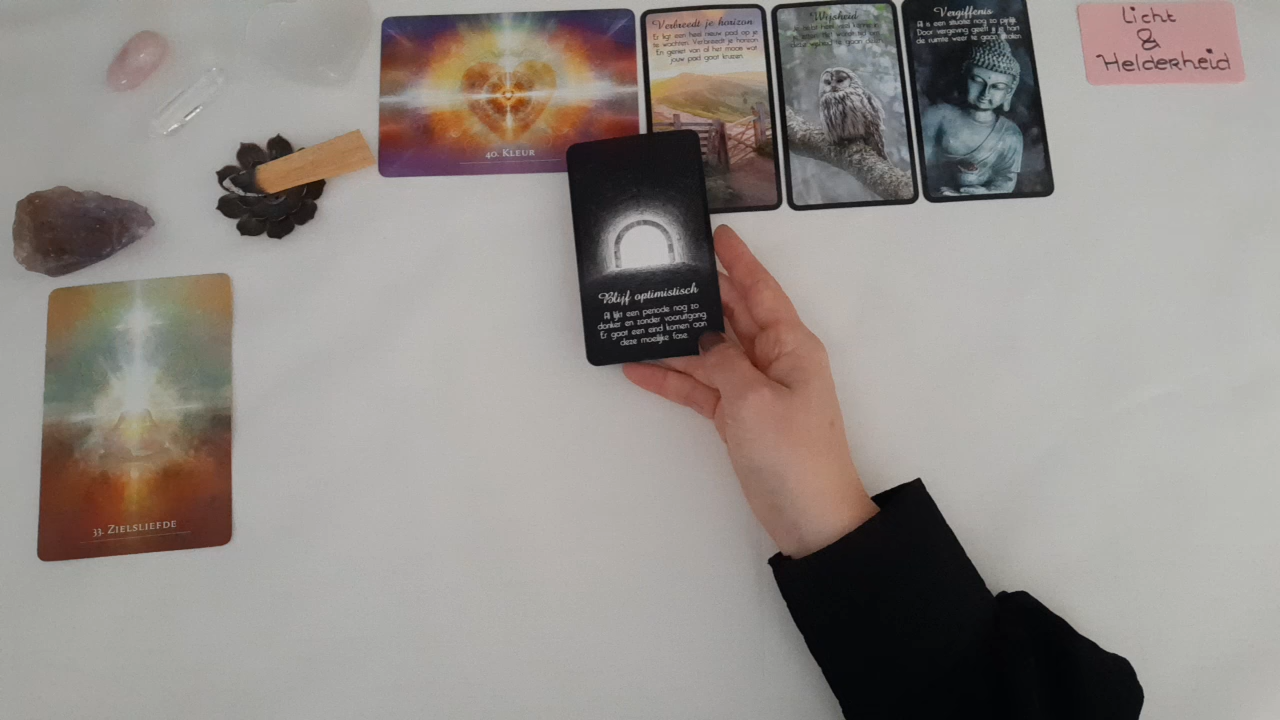 40. Kleur
Verbreedt je horizon
Er ligt een heel nieuw pad op je
te wachten. Verbreedt je horizon
En geniet van al het moois wat
jouw pad gaat kruizen.
Wijsheid
Vergiffenis
Al is een situatie nog zo pijnlijk.
Door vergeving geeft jij je hart
de ruimte weer te gaan stralen
Licht
&
Helderheid
Blijf optimistisch
Al lijkt een periode nog zo
donker en zonder vooruitgang.
Er gaat een eind komen aan
deze moeilijke fase.
33. Zielsliefde